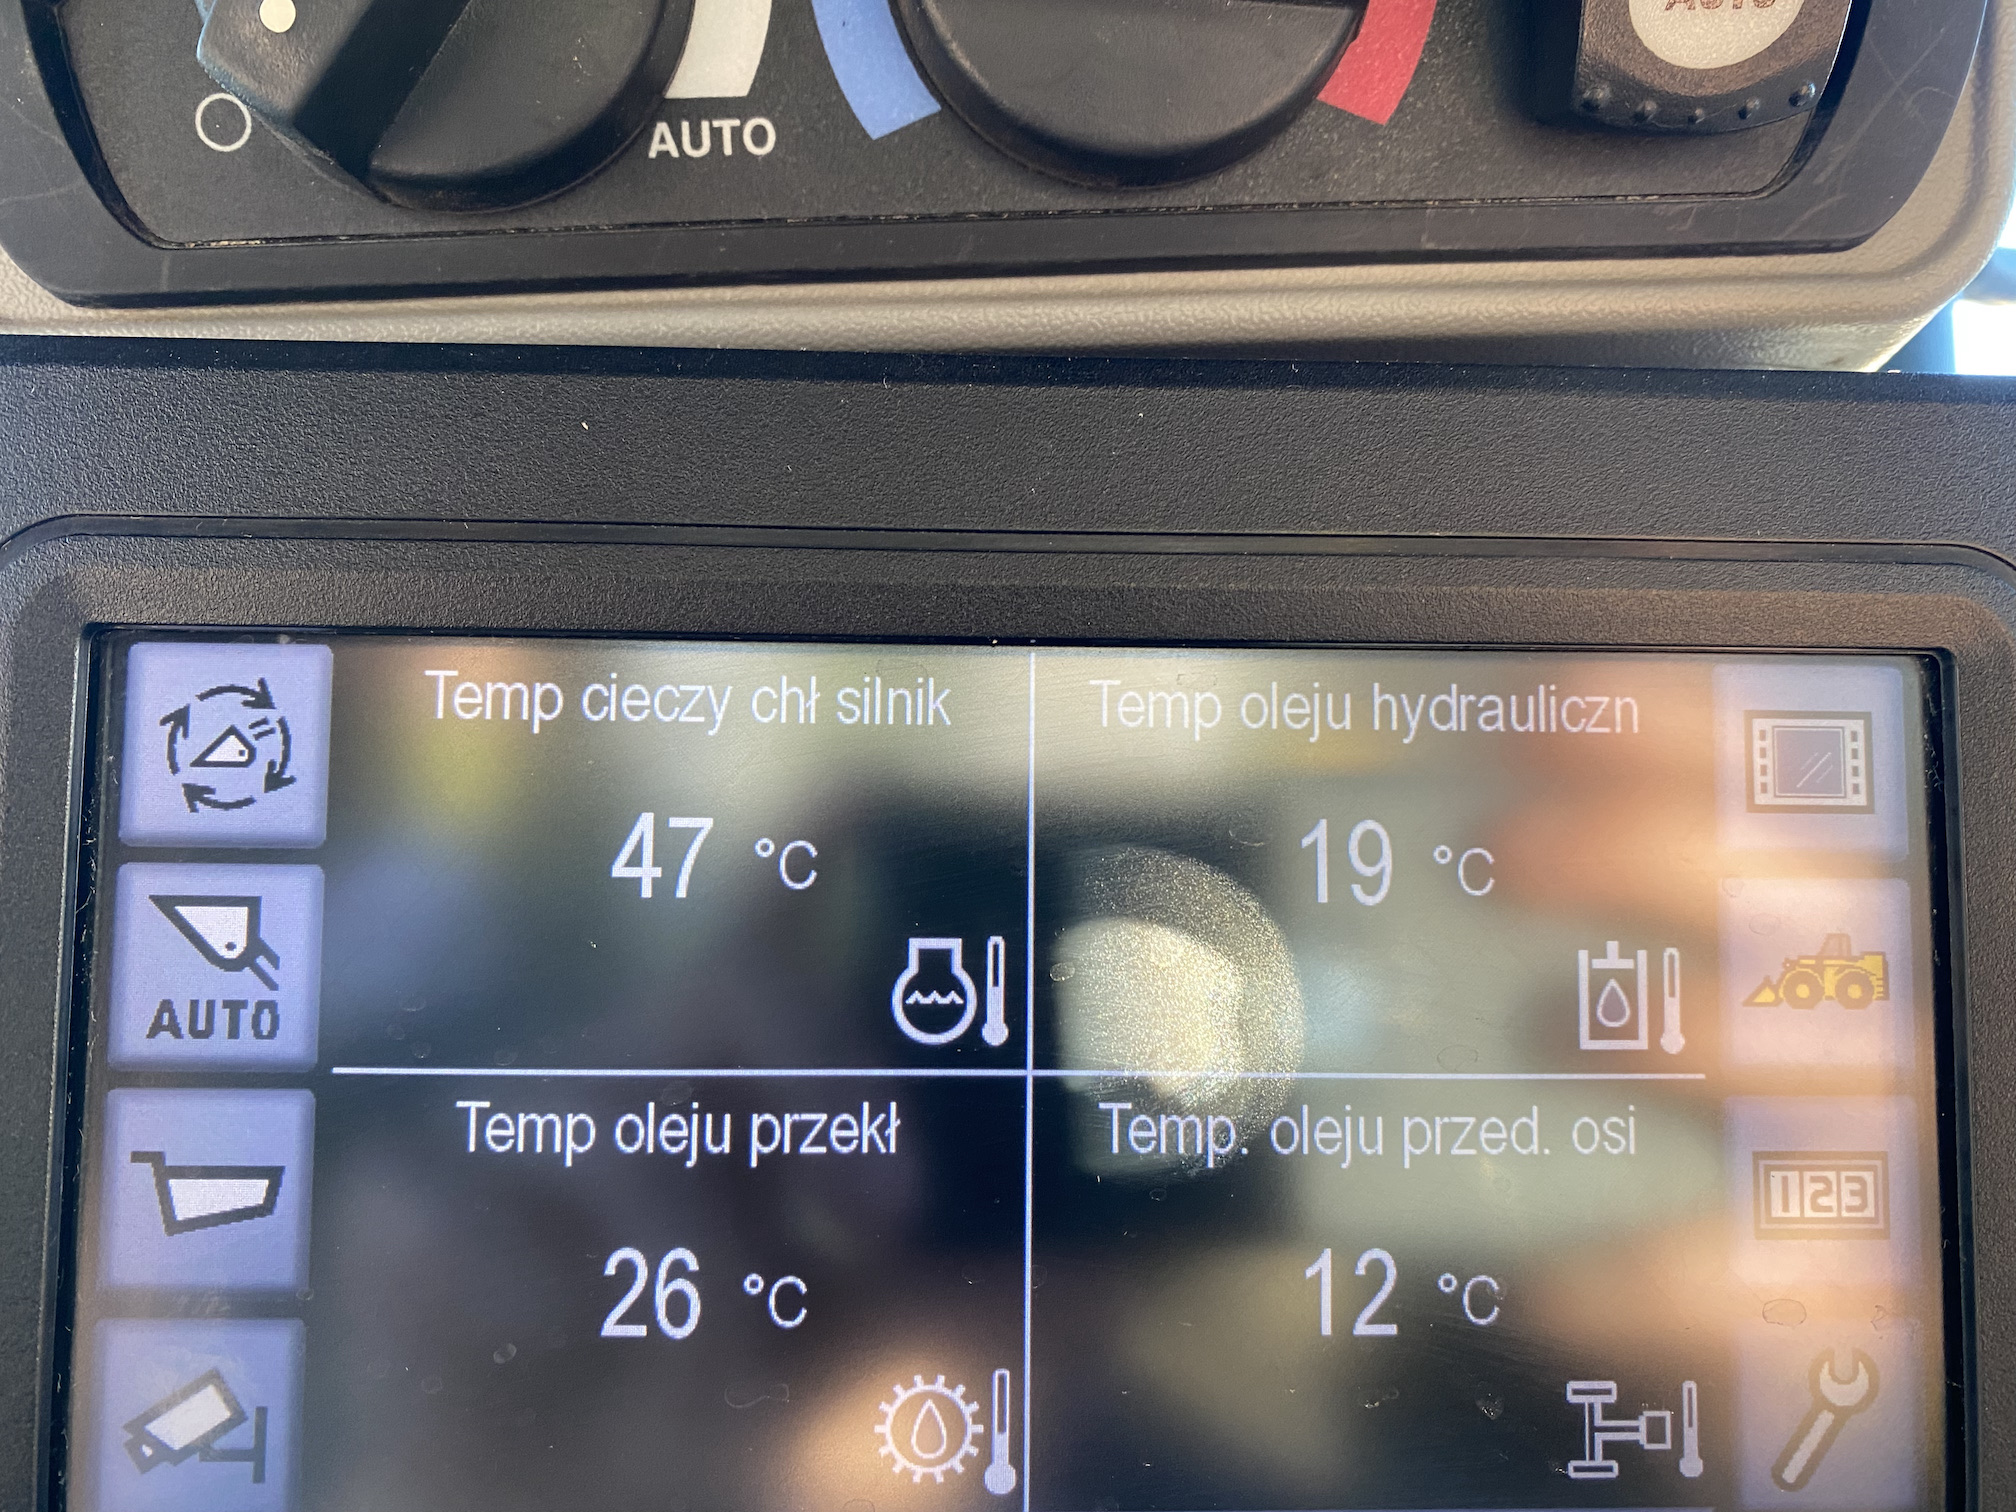 AUTO
AUTO
Temp cieczy chł silnik
47 °C
Temp oleju hydrauliczn
19 °C
AUTO
Temp oleju przekł
26 °C
Temp. oleju przed. osi
12 °C
123